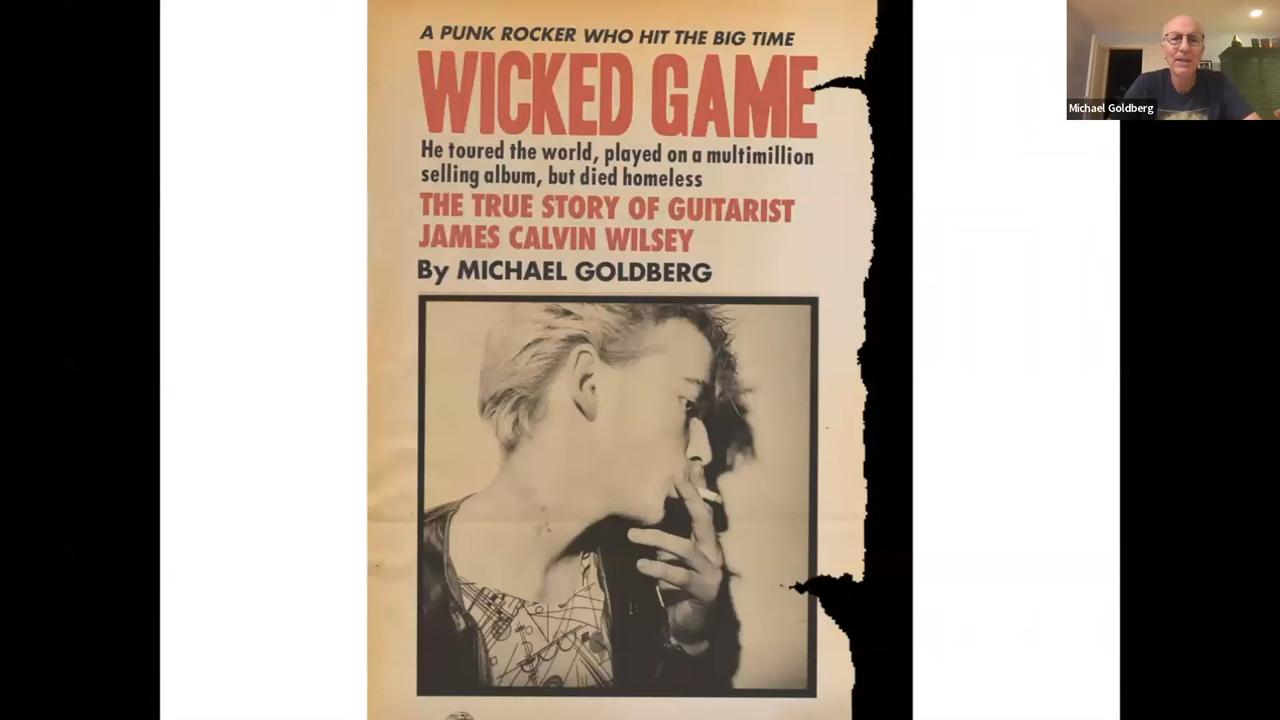 A PUNK ROCKER WHO HIT THE BIG TIME
WICKED GAME
He toured the world, played on a multimillion
selling album, but died homeless
THE TRUE STORY OF GUITARIST
JAMES CALVIN WILSEY
By MICHAEL GOLDBERG
Michael Goldberg